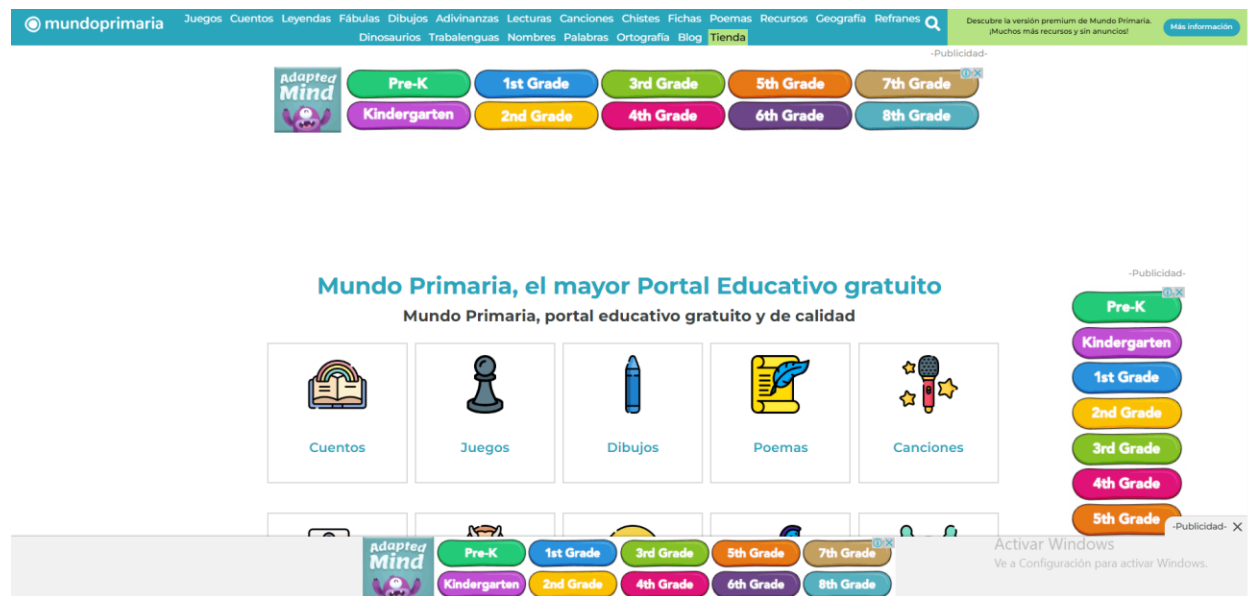 mundoprimaria
Juegos Cuentos Leyendas Fábulas Dibujos Adivinanzas Lecturas Canciones Chistes Fichas Poemas Recursos Geografía Refranes
Dinosaurios Trabalenguas Nombres Palabras Ortografía Blog Tienda
Descubre la versión premium de Mundo Primaria.
¡Muchos más recursos y sin anuncios!
Más información
-Publicidad-
Adapted
Mind
Pre-K 1st Grade 3rd Grade 5th Grade 7th Grade
Kindergarten 2nd Grade 4th Grade 6th Grade 8th Grade
Mundo Primaria, el mayor Portal Educativo gratuito
Mundo Primaria, portal educativo gratuito y de calidad
Cuentos
Juegos
Dibujos
Poemas
Canciones
-Publicidad-
Pre-K
Kindergarten
1st Grade
2nd Grade
3rd Grade
4th Grade
5th Grade
-Publicidad-
Adapted
Mind
Pre-K 1st Grade 3rd Grade 5th Grade 7th Grade
Kindergarten 2nd Grade 4th Grade 6th Grade 8th Grade
Activar Windows
Ve a Configuración para activar Windows.